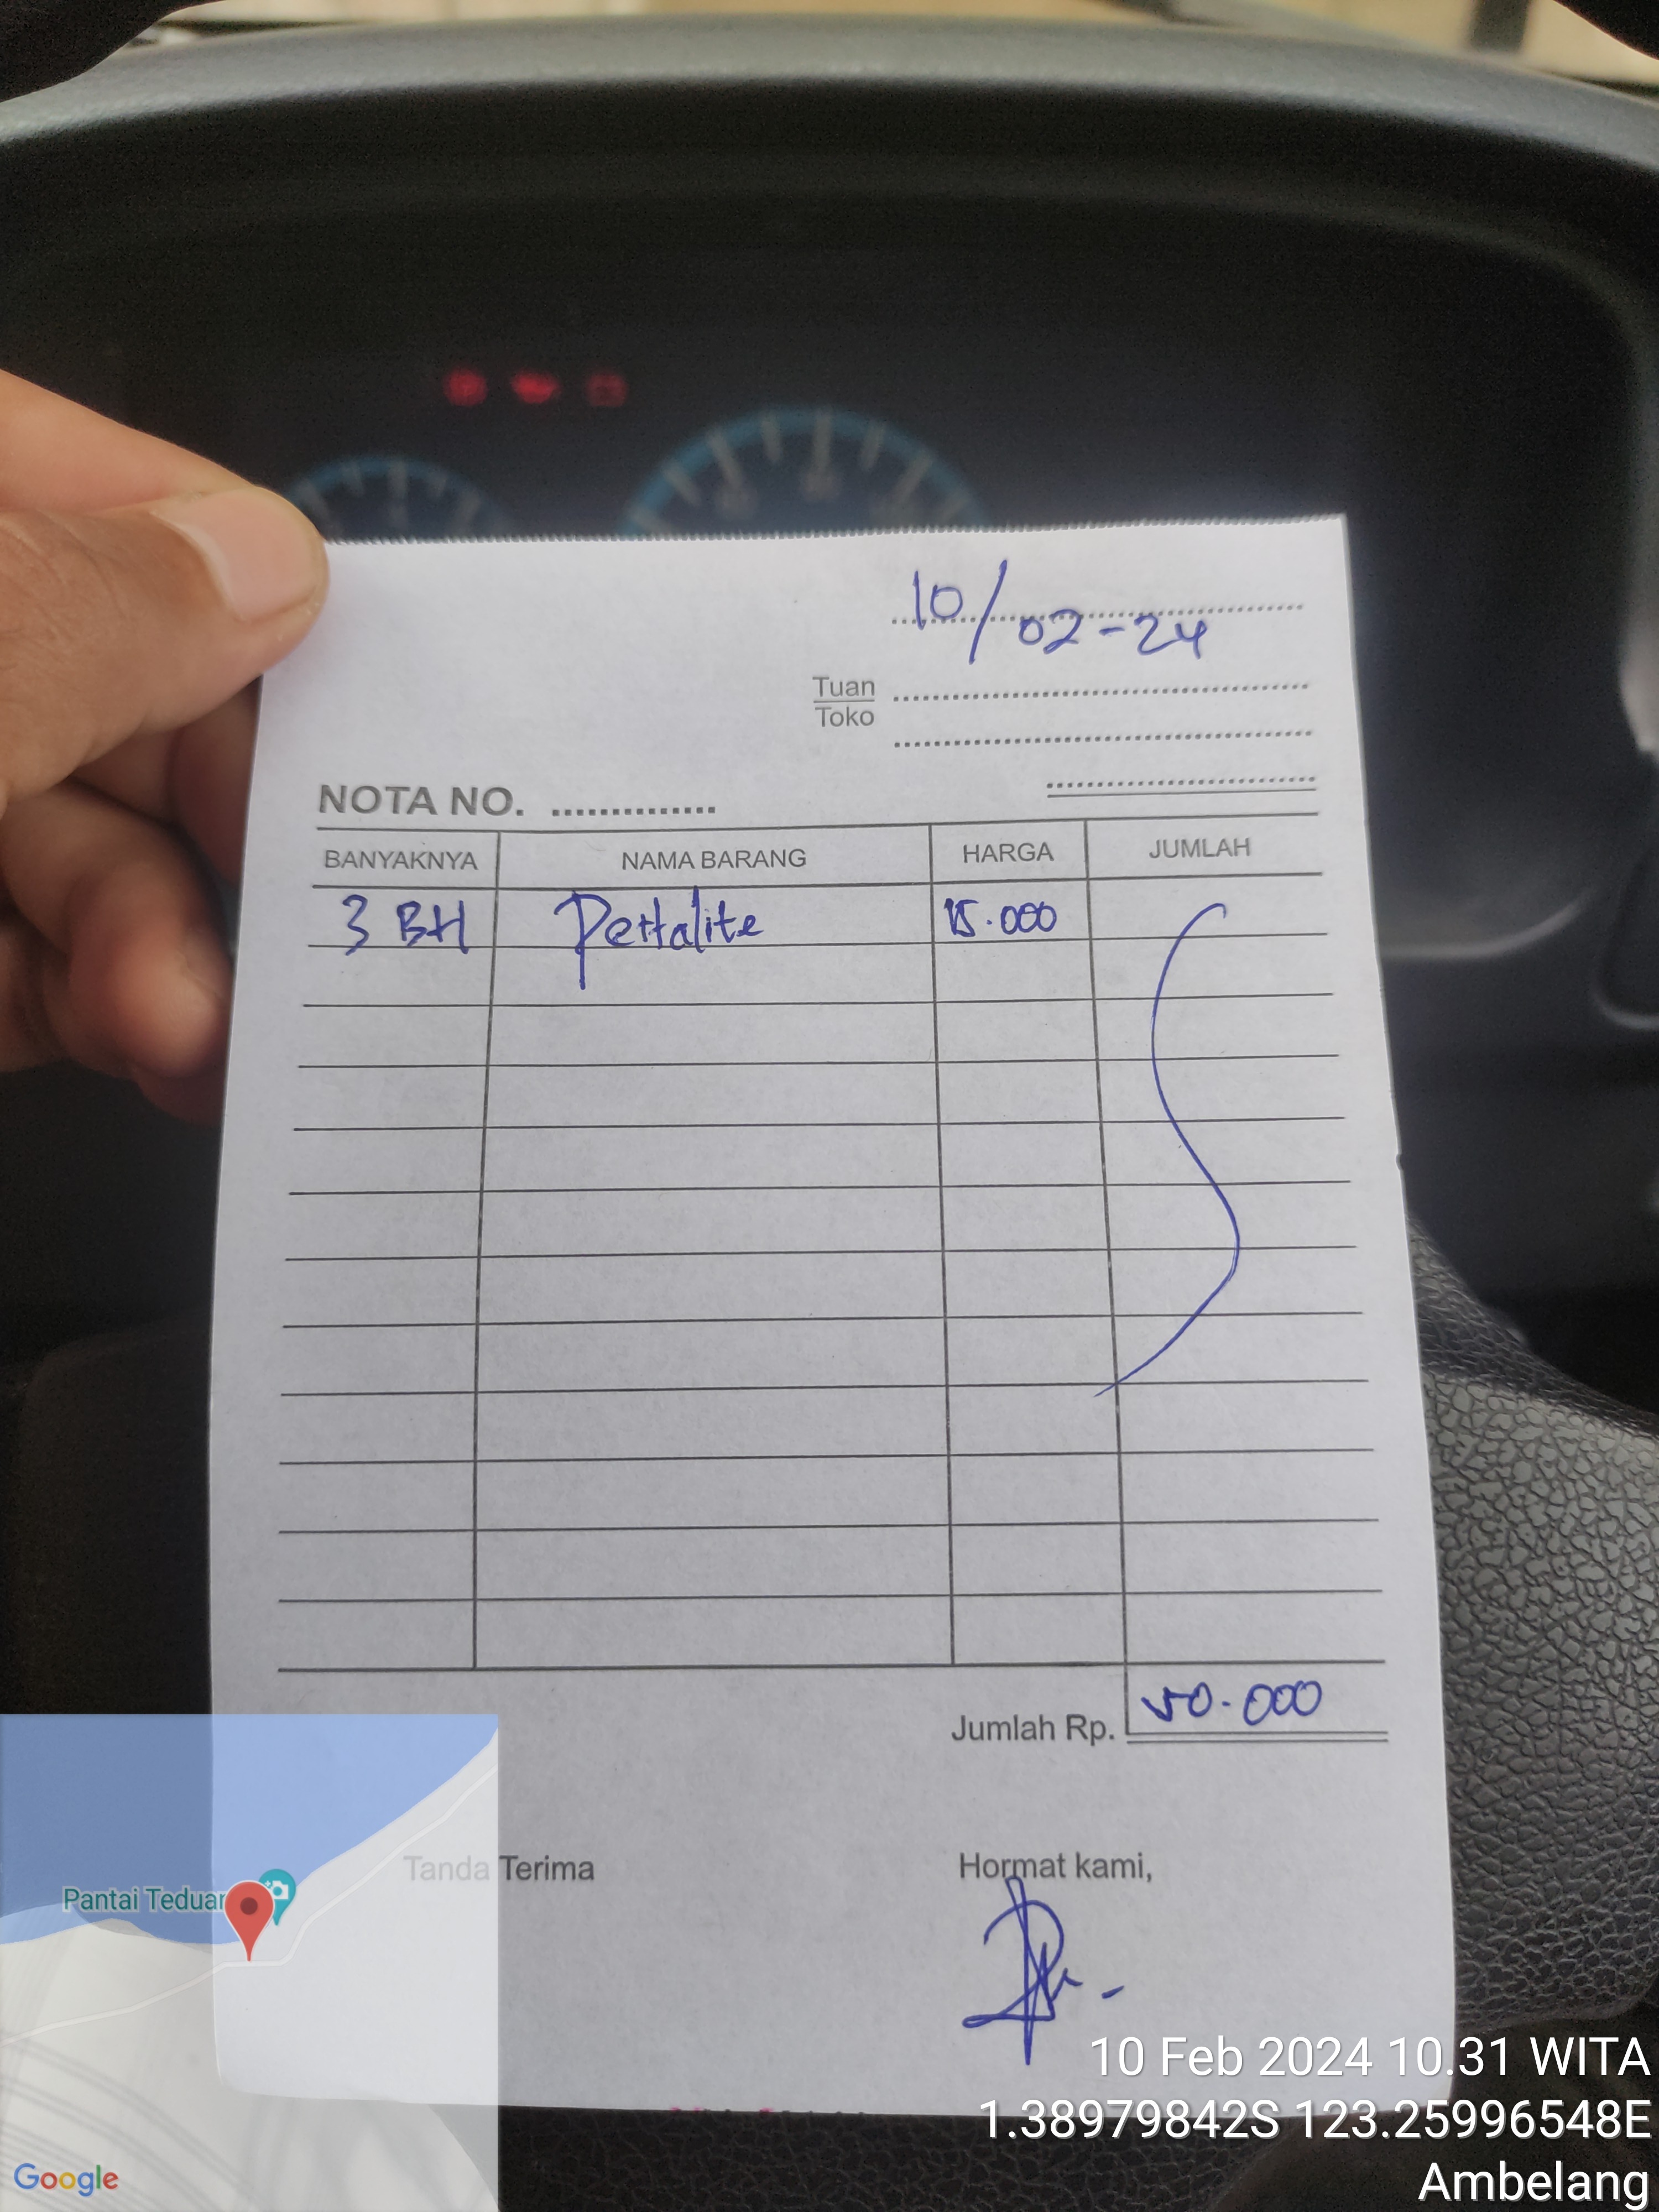 10/02-24
Tuan
Toko
NOTA NO. ..............
BANYAKNYA NAMA BARANG HARGA JUMLAH
3 BH Pertalite 15.000
Jumlah Rp. 50.000
Tanda Terima Hormat kami,
Pantai Teduan
10 Feb 2024 10.31 WITA
1.38979842S 123.25996548E
Ambelang
Google